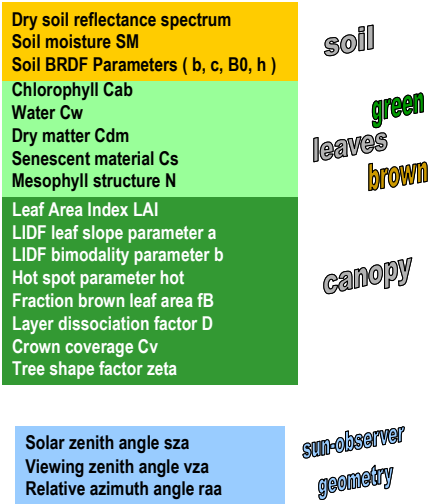 Dry soil reflectance spectrum
Soil moisture SM
Soil BRDF Parameters ( b, c, B0, h )
soil
Chlorophyll Cab
Water Cw
Dry matter Cdm
Senescent material Cs
Mesophyll structure N
green
leaves
brown
Leaf Area Index LAI
LIDF leaf slope parameter a
LIDF bimodality parameter b
Hot spot parameter hot
Fraction brown leaf area fB
Layer dissociation factor D
Crown coverage Cv
Tree shape factor zeta
canopy
Solar zenith angle sza
Viewing zenith angle vza
Relative azimuth angle raa
sun-observer
geometry